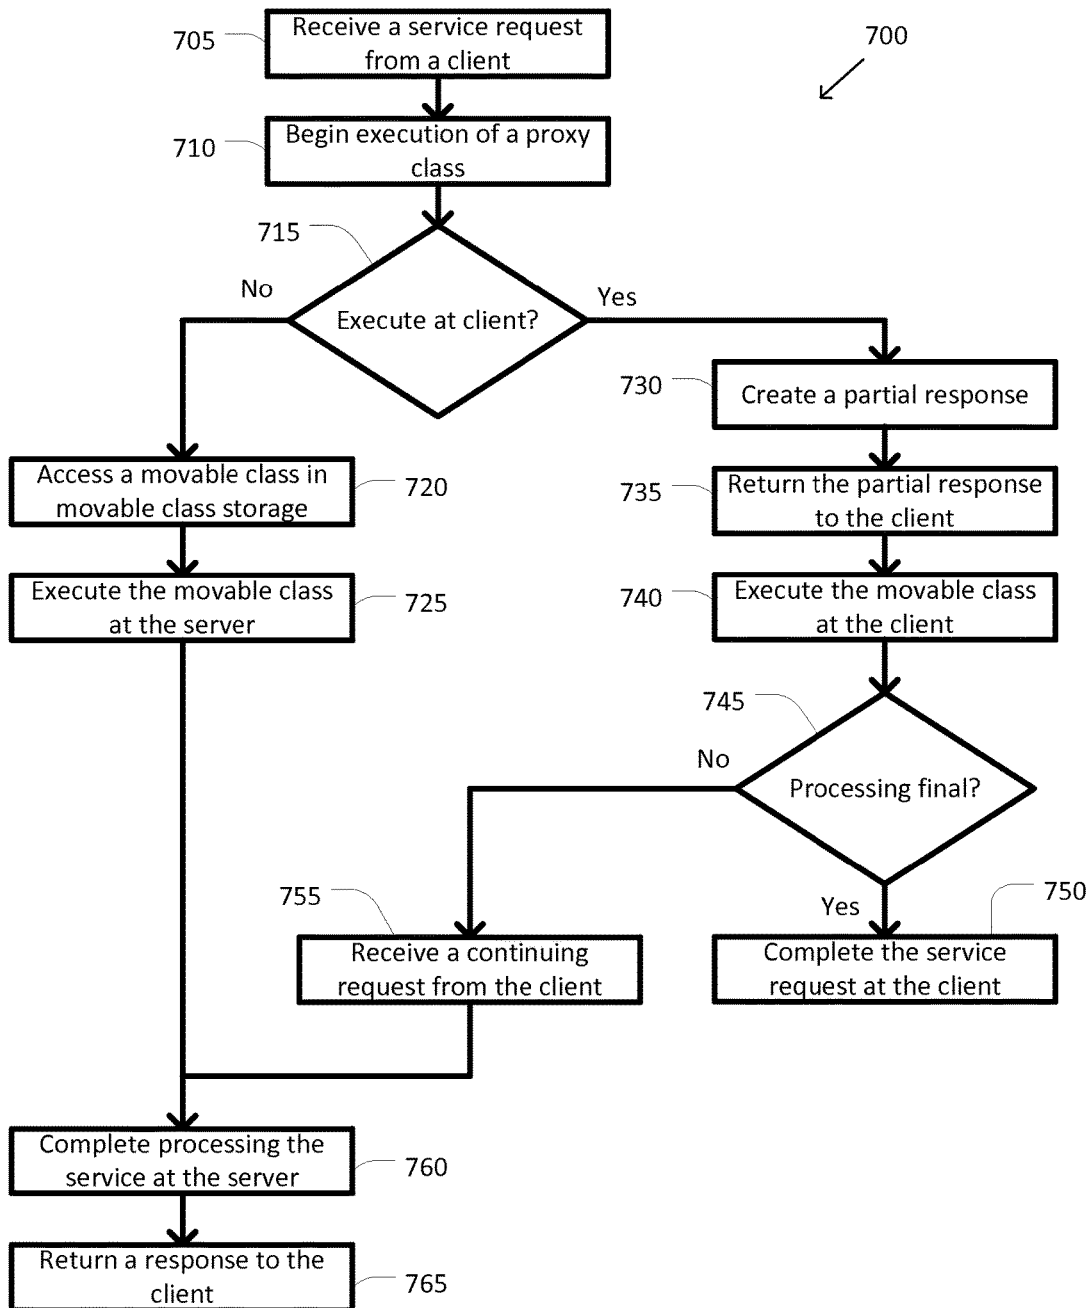 705
Receive a service request
from a client
700
710
Begin execution of a proxy
class
715
No
Execute at client?
Yes
730
Create a partial response
Access a movable class in
movable class storage
720
735
Return the partial response
to the client
Execute the movable class
at the server
725
740
Execute the movable class
at the client
745
No
Processing final?
755
Yes
750
Receive a continuing
request from the client
Complete the service
request at the client
Complete processing the
service at the server
760
Return a response to the
client
765